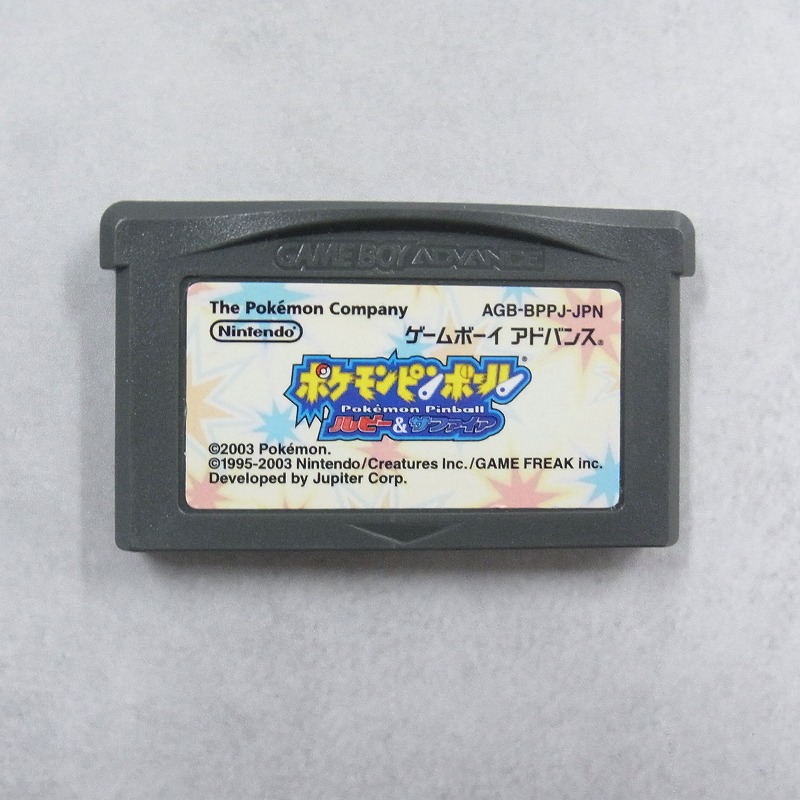 GAME BOY ADVANCE
The Pokémon Company AGB-BPPJ-JPN
Nintendo® ゲームボーイ アドバンス®
ポケモンピンボール®
Pokémon Pinball
ルビー&サファイア
©2003 Pokémon.
©1995-2003 Nintendo/Creatures Inc./GAME FREAK inc.
Developed by Jupiter Corp.